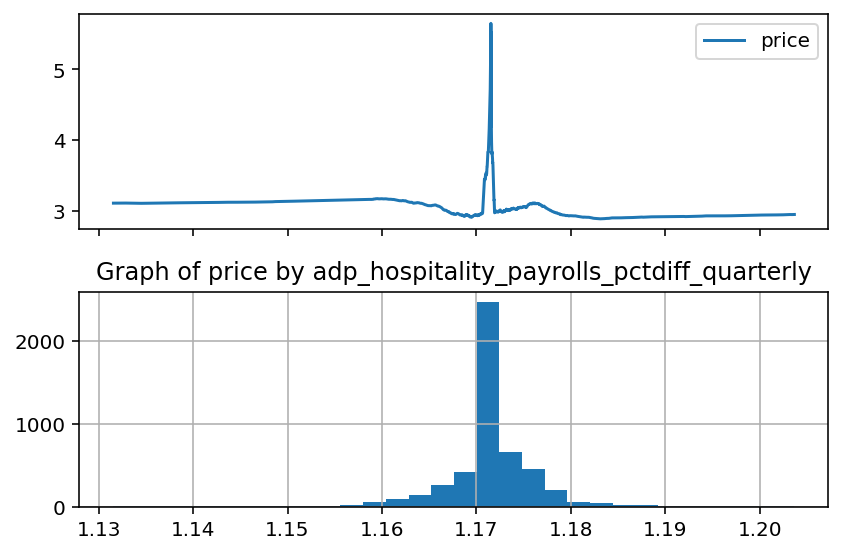 5
4
3
price
Graph of price by adp_hospitality_payrolls_pctdiff_quarterly
2000
1000
0
1.13 1.14 1.15 1.16 1.17 1.18 1.19 1.20